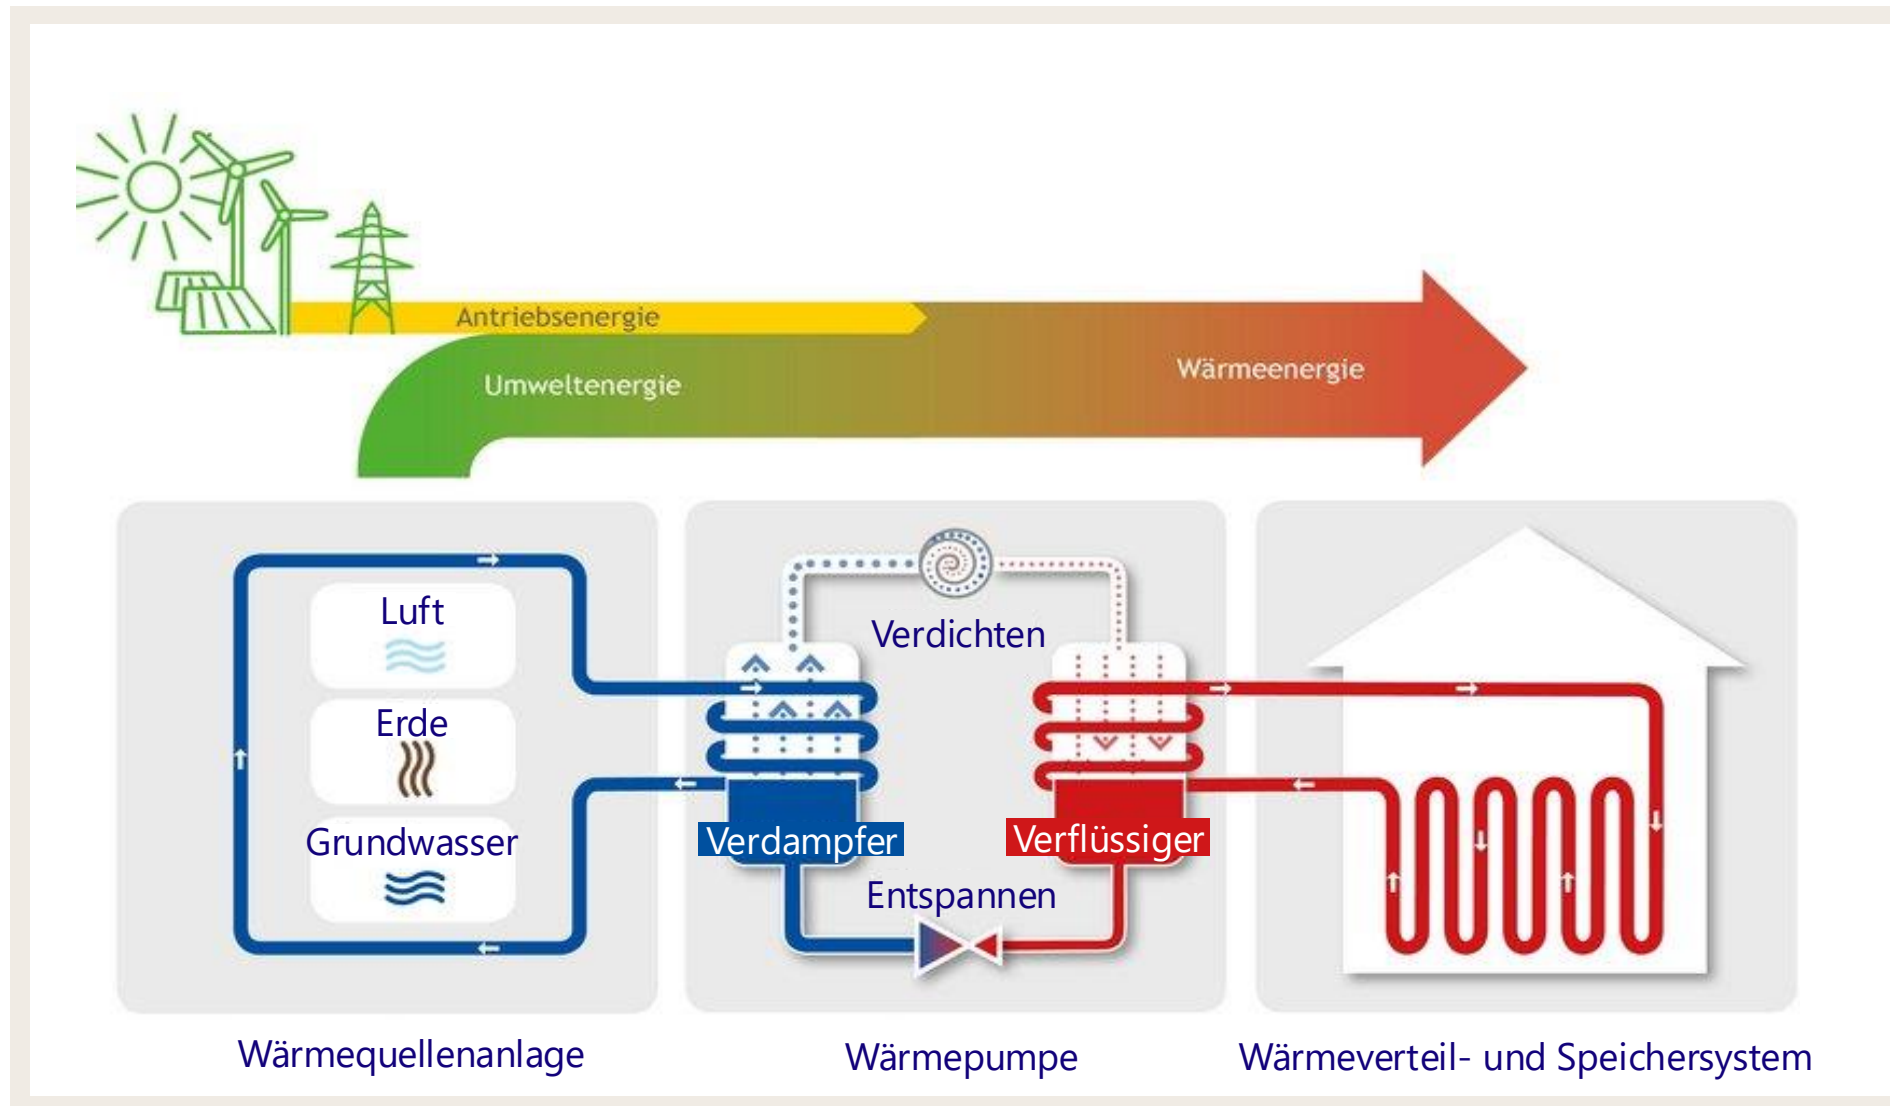 Antriebsenergie
Umweltenergie
Wärmeenergie
Luft
Erde
Grundwasser
Verdichten
Verdampfer
Verflüssiger
Entspannen
Wärmequellenanlage
Wärmepumpe
Wärmeverteil- und Speichersystem